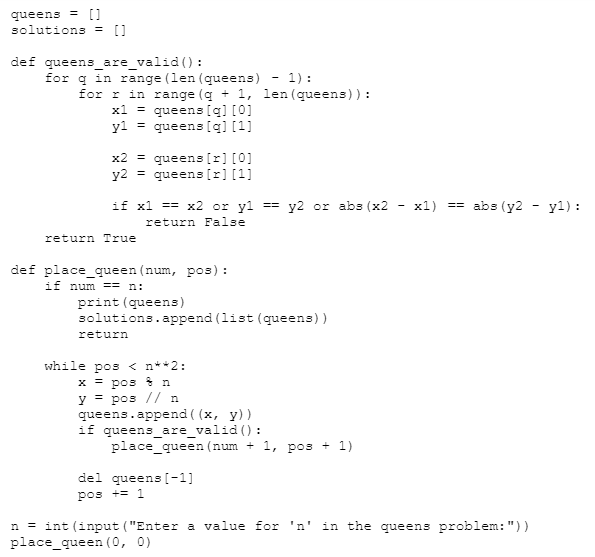 queens = []
solutions = []

def queens_are_valid():
    for q in range(len(queens) - 1):
        for r in range(q + 1, len(queens)):
            x1 = queens[q][0]
            y1 = queens[q][1]

            x2 = queens[r][0]
            y2 = queens[r][1]

            if x1 == x2 or y1 == y2 or abs(x2 - x1) == abs(y2 - y1):
                return False
    return True

def place_queen(num, pos):
    if num == n:
        print(queens)
        solutions.append(list(queens))
        return

    while pos < n**2:
        x = pos % n
        y = pos // n
        queens.append((x, y))
        if queens_are_valid():
            place_queen(num + 1, pos + 1)

        del queens[-1]
        pos += 1

n = int(input("Enter a value for 'n' in the queens problem:"))
place_queen(0, 0)